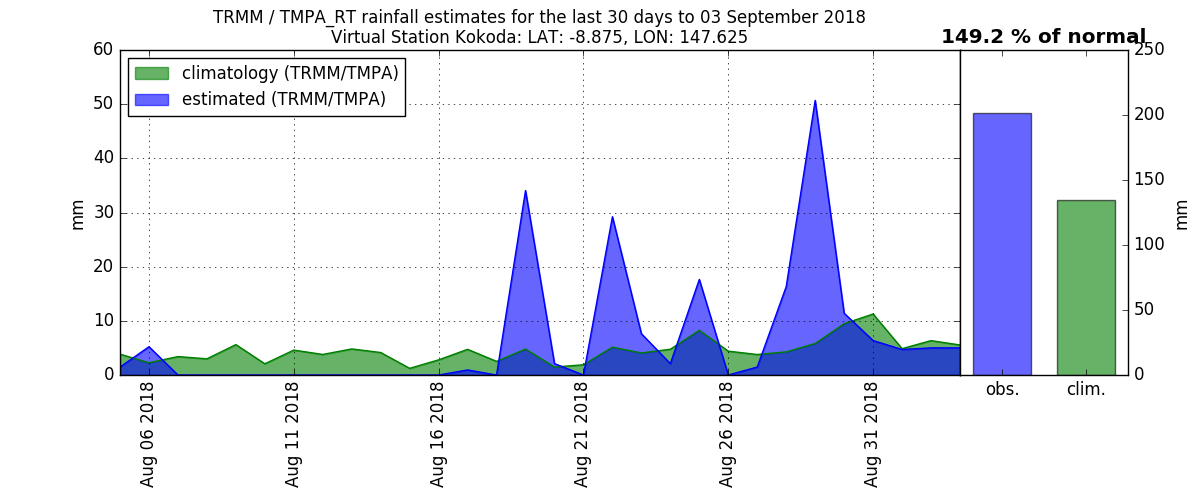 TRMM / TMPA_RT rainfall estimates for the last 30 days to 03 September 2018
Virtual Station Kokoda: LAT: -8.875, LON: 147.625
149.2 % of normal
climatology (TRMM/TMPA)
estimated (TRMM/TMPA)
60
50
40
30
20
10
0
mm
Aug 06 2018
Aug 11 2018
Aug 16 2018
Aug 21 2018
Aug 26 2018
Aug 31 2018
obs.
clim.
250
200
150
100
50
0
mm